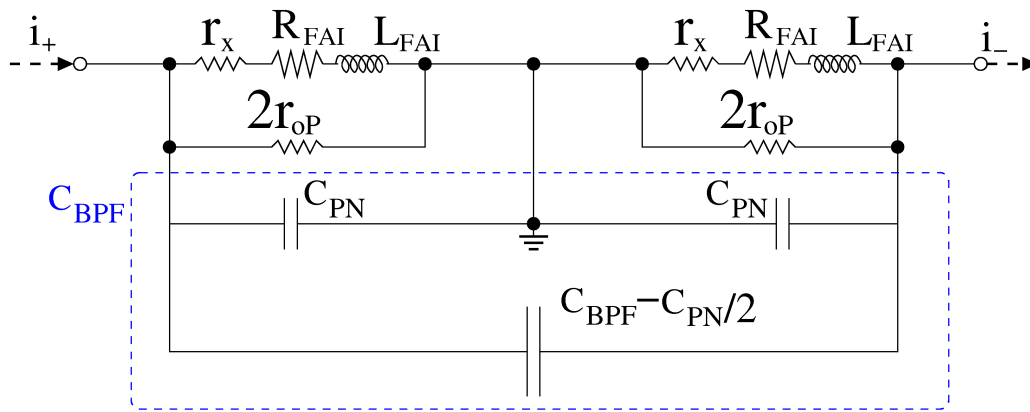 i+ rx RFAI LFAI rx RFAI LFAI i−
2roP 2roP
CBPF CPN CPN
CBPF−CPN/2